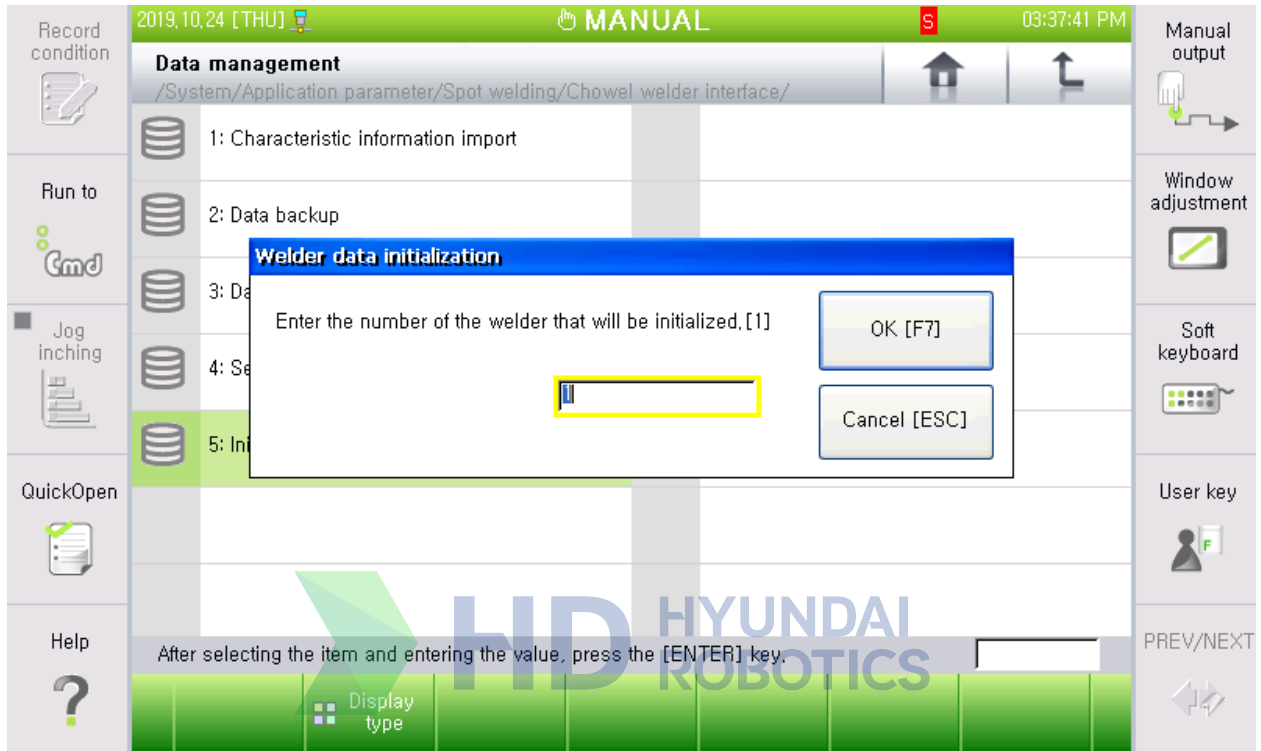 Record
condition
Run to
Cmd
Jog
inching
QuickOpen
Help
2019,10,24 [THU]
MANUAL
S
03:37:41 PM
Data management
/System/Application parameter/Spot welding/Chowel welder interface/
1: Characteristic information import
2: Data backup
3: Da
4: Se
5: Ini
Welder data initialization
Enter the number of the welder that will be initialized,[1]
1
OK [F7]
Cancel [ESC]
HD HYUNDAI
ROBOTICS
After selecting the item and entering the value, press the [ENTER] key,
Display
type
Manual
output
Window
adjustment
Soft
keyboard
User key
F
PREV/NEXT